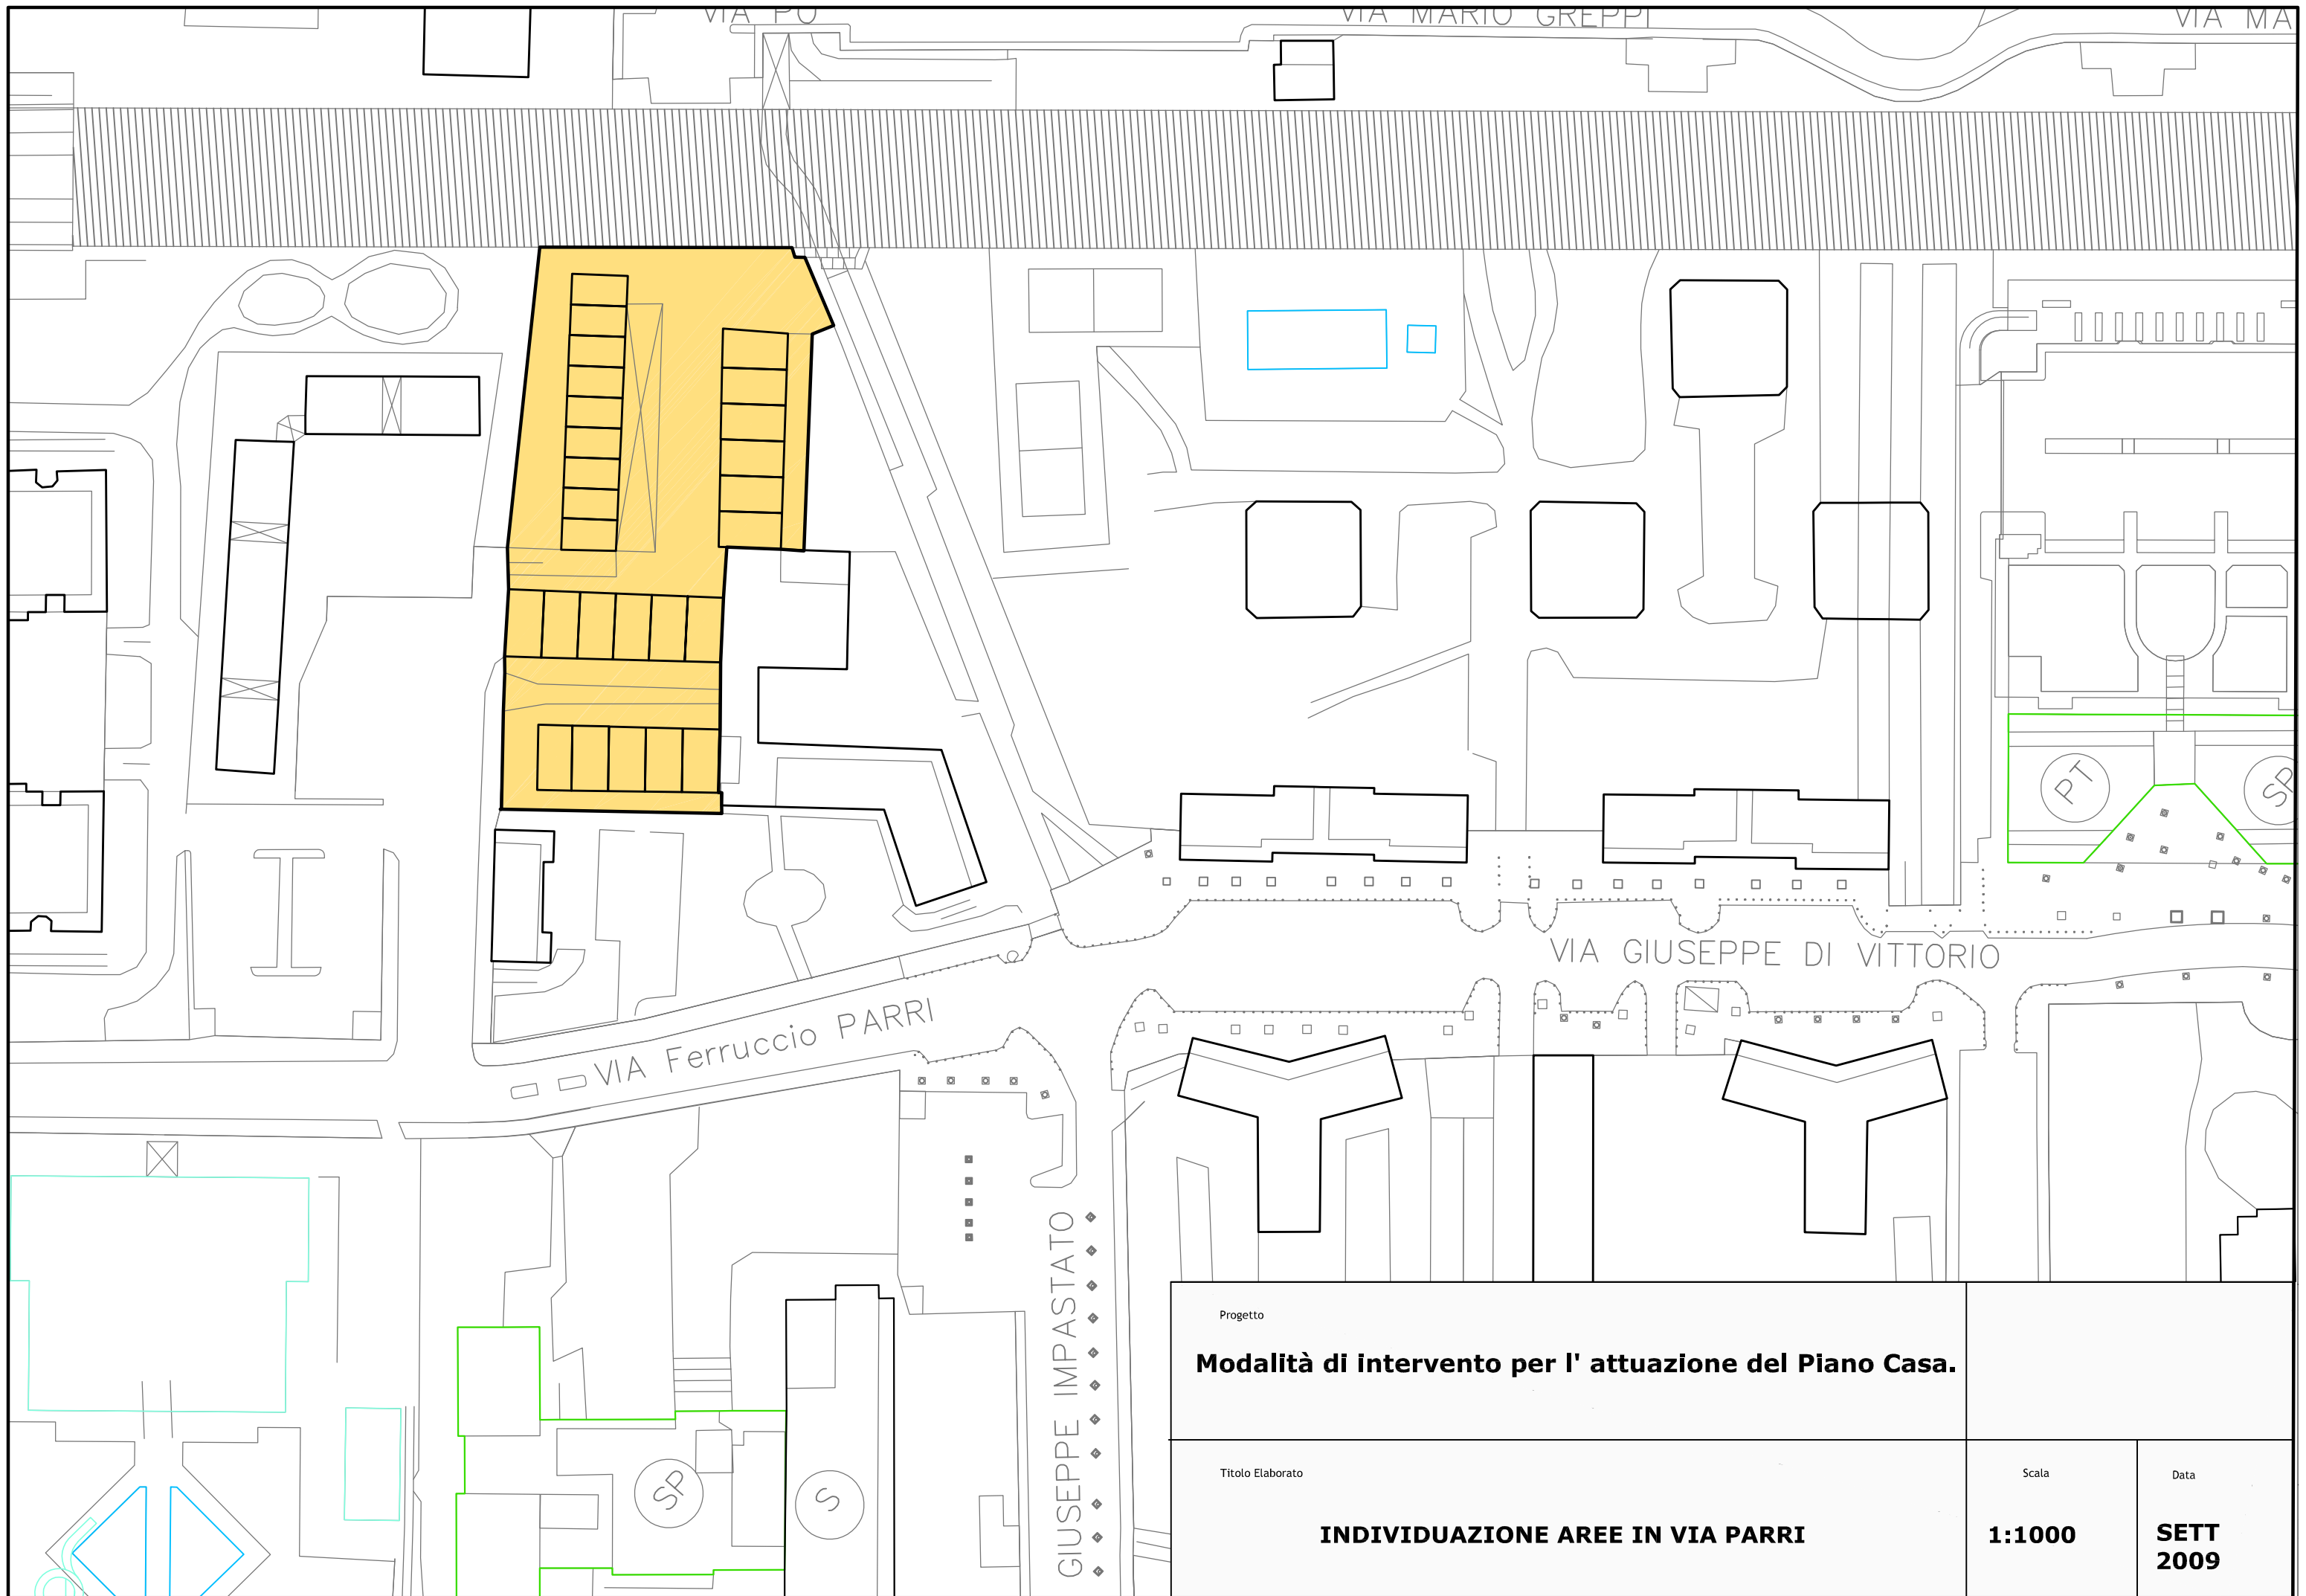 VIA PO
VIA MARIO GREPPI
VIA MA
PT
SP
VIA GIUSEPPE DI VITTORIO
VIA Ferruccio PARRI
GIUSEPPE IMPASTATO
SP
S
Progetto
Modalità di intervento per l' attuazione del Piano Casa.
Titolo Elaborato
INDIVIDUAZIONE AREE IN VIA PARRI
Scala
1:1000
Data
SETT
2009